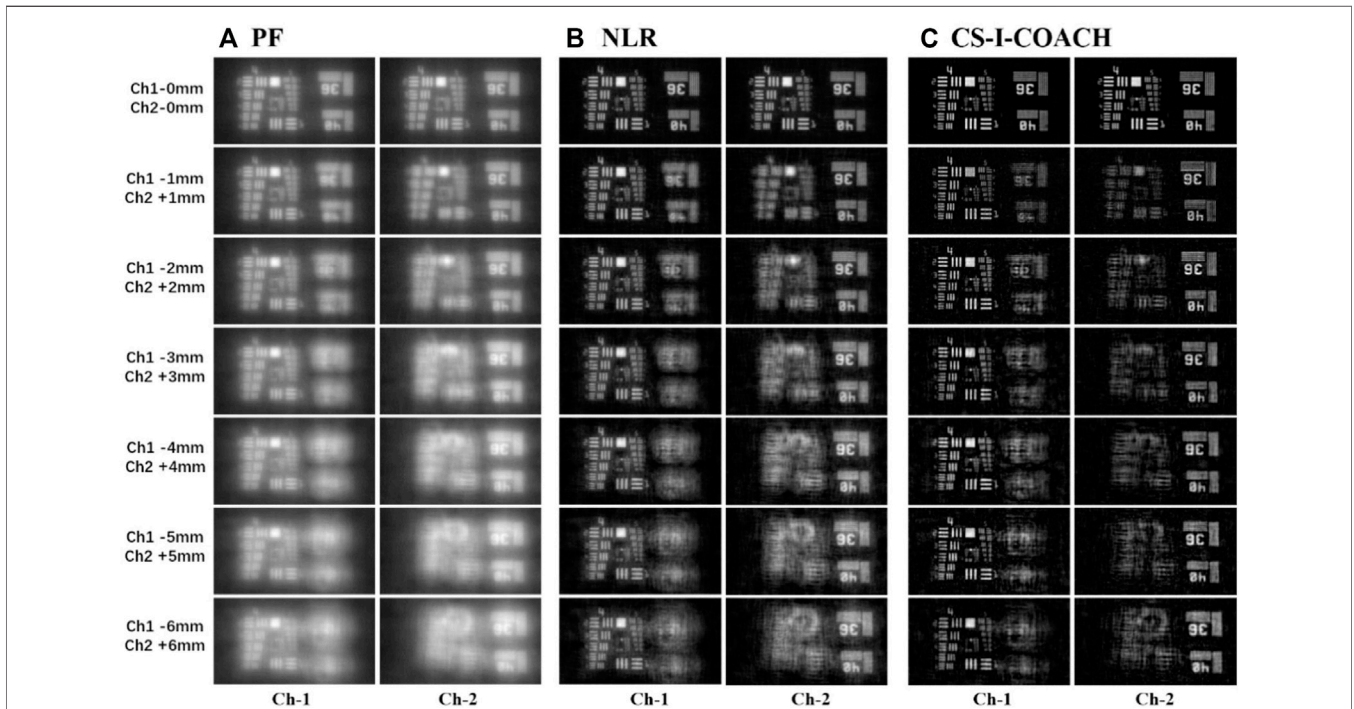 A PF
B NLR
C CS-I-COACH
Ch1-0mm
Ch2-0mm
Ch1 -1mm
Ch2 +1mm
Ch1 -2mm
Ch2 +2mm
Ch1 -3mm
Ch2 +3mm
Ch1 -4mm
Ch2 +4mm
Ch1 -5mm
Ch2 +5mm
Ch1 -6mm
Ch2 +6mm
Ch-1
Ch-2
Ch-1
Ch-2
Ch-1
Ch-2